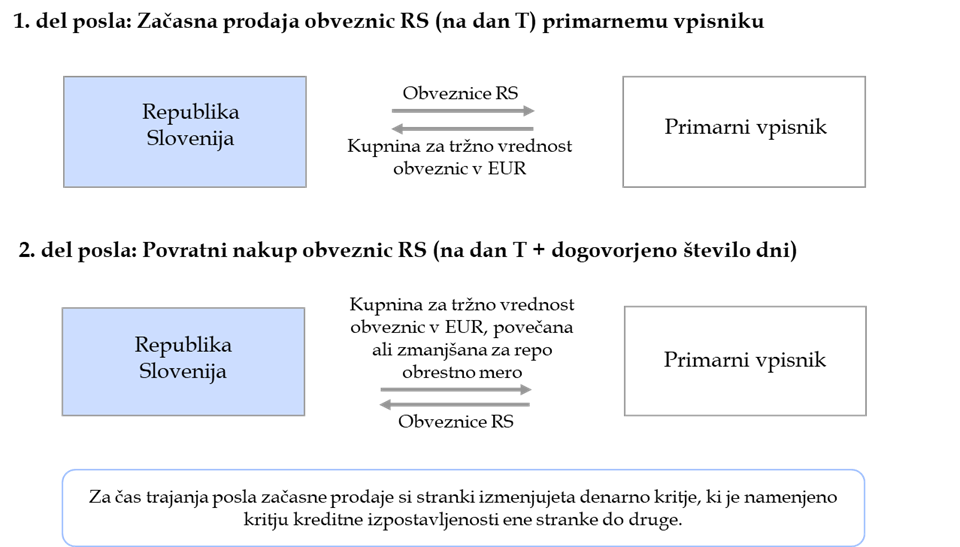 1. del posla: Začasna prodaja obveznic RS (na dan T) primarnemu vpisniku
Republika
Slovenija
Obveznice RS
Kupnina za tržno vrednost
obveznic v EUR
Primarni vpisnik
2. del posla: Povratni nakup obveznic RS (na dan T + dogovorjeno število dni)
Republika
Slovenija
Kupnina za tržno vrednost
obveznic v EUR, povečana
ali zmanjšana za repo
obrestno mero
Obveznice RS
Primarni vpisnik
Za čas trajanja posla začasne prodaje si stranki izmenjujeta denarno kritje, ki je namenjeno
kritju kreditne izpostavljenosti ene stranke do druge.